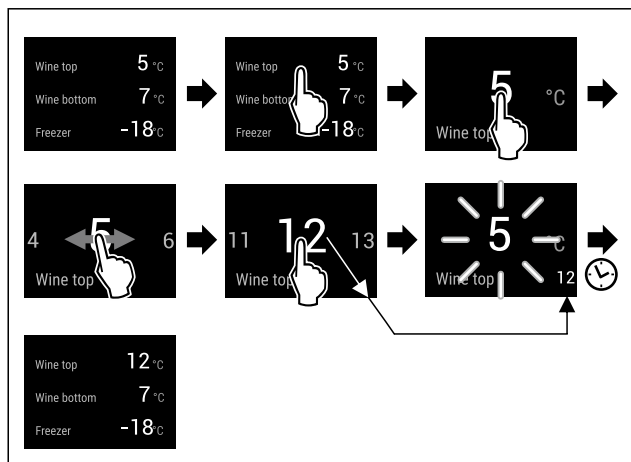 Wine top 5 °C
Wine bottom 7 °C
Freezer -18°C
Wine top 5 °C
Wine bottom 7 °C
Freezer -18°C
5 °C
Wine top
4 5 6
Wine top
11 12 13
Wine top
5 °C
Wine top 12
Wine top 12 °C
Wine bottom 7 °C
Freezer -18°C